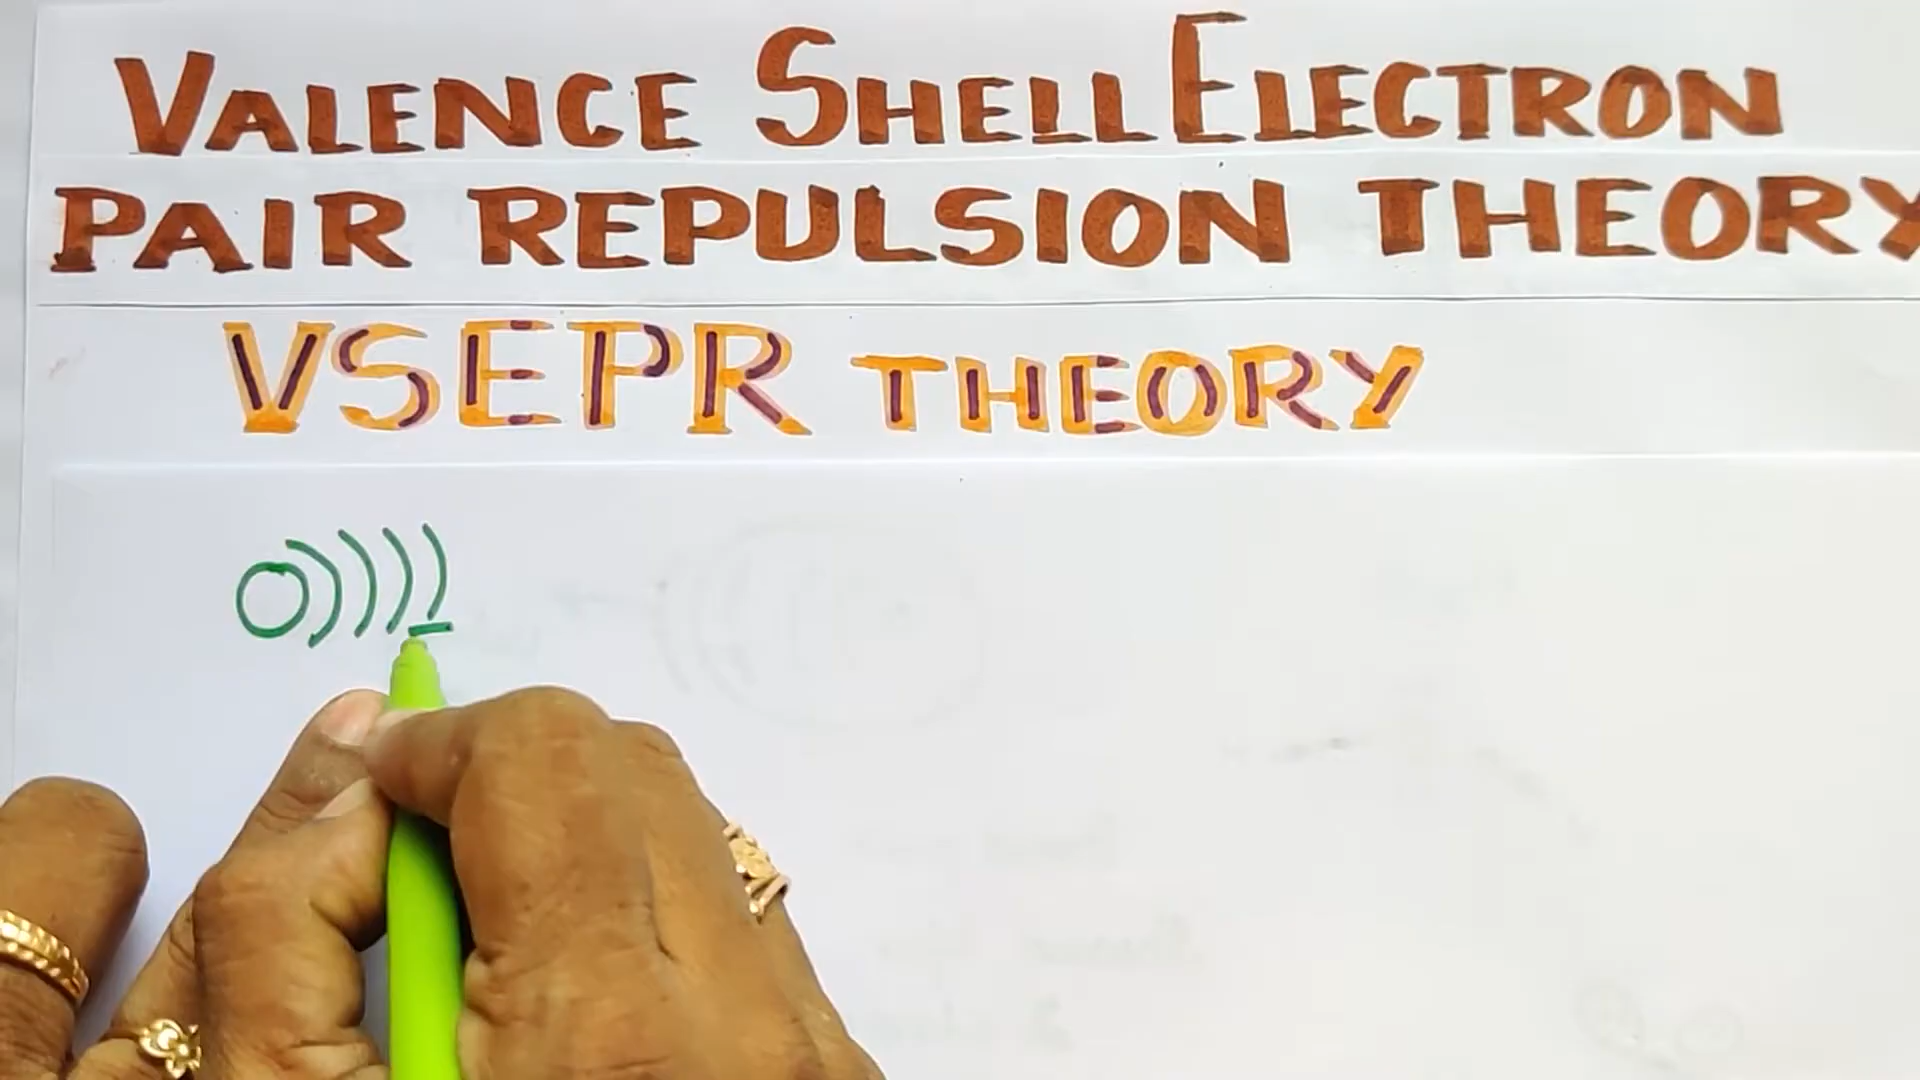 VALENCE SHELL ELECTRON
PAIR REPULSION THEORY
VSEPR THEORY